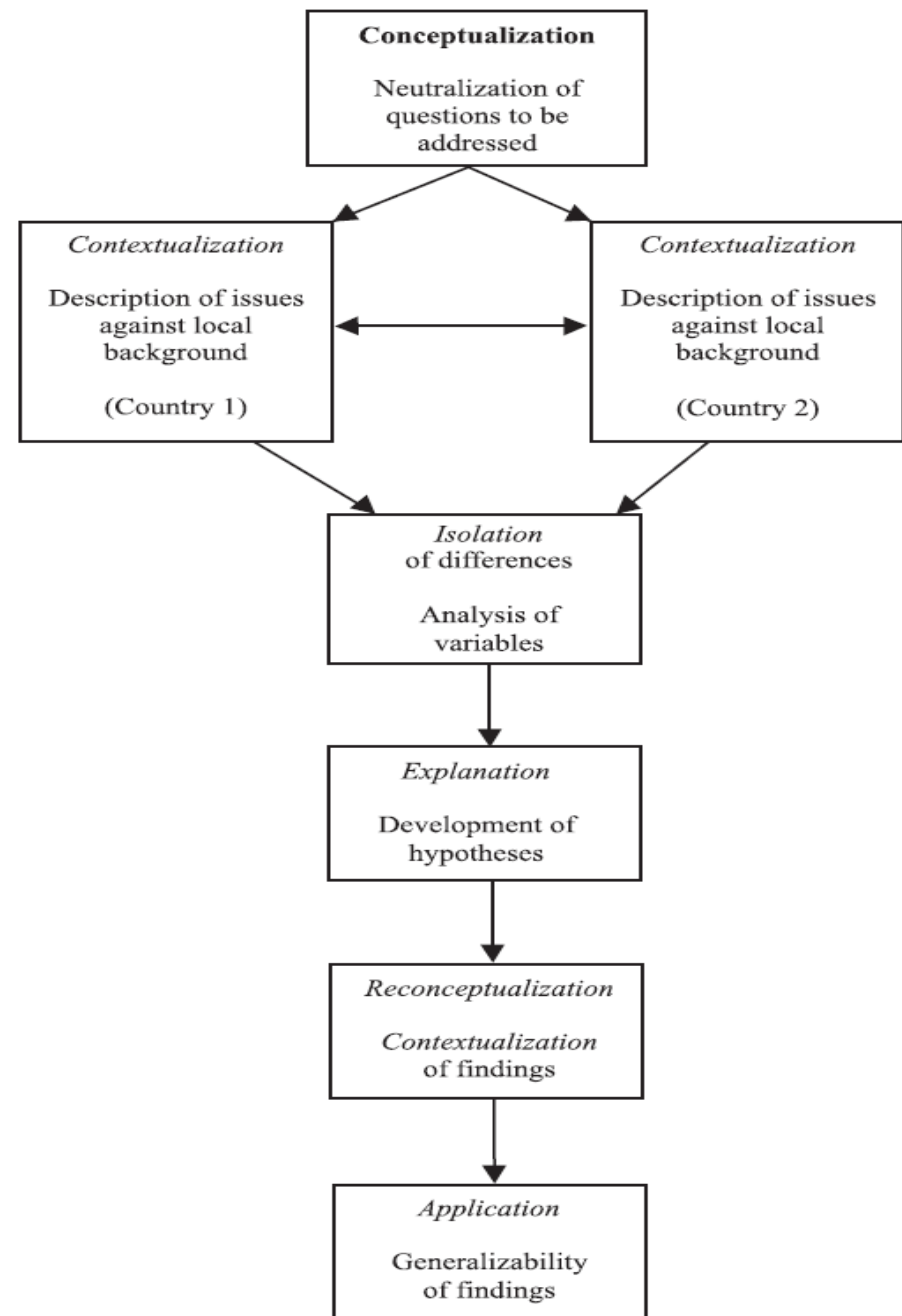 Conceptualization
Neutralization of
questions to be
addressed
Contextualization
Description of issues
against local
background
(Country 1)
Contextualization
Description of issues
against local
background
(Country 2)
Isolation
of differences
Analysis of
variables
Explanation
Development of
hypotheses
Reconceptualization
Contextualization
of findings
Application
Generalizability
of findings